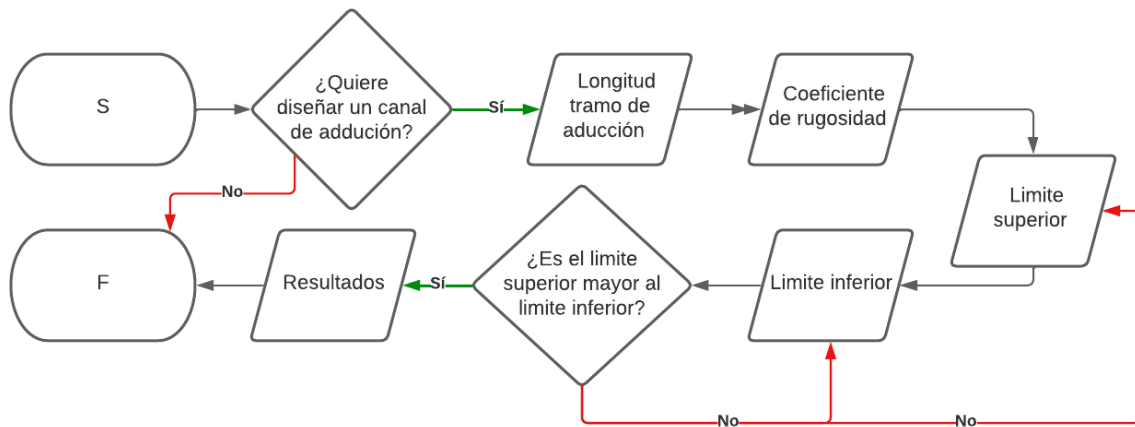 S
¿Quiere
diseñar un canal
de addución?
Sí
Longitud
tramo de
aducción
Coeficiente
de rugosidad
Limite
superior
No
F
Resultados
Sí
¿Es el limite
superior mayor al
limite inferior?
Limite inferior
No
No